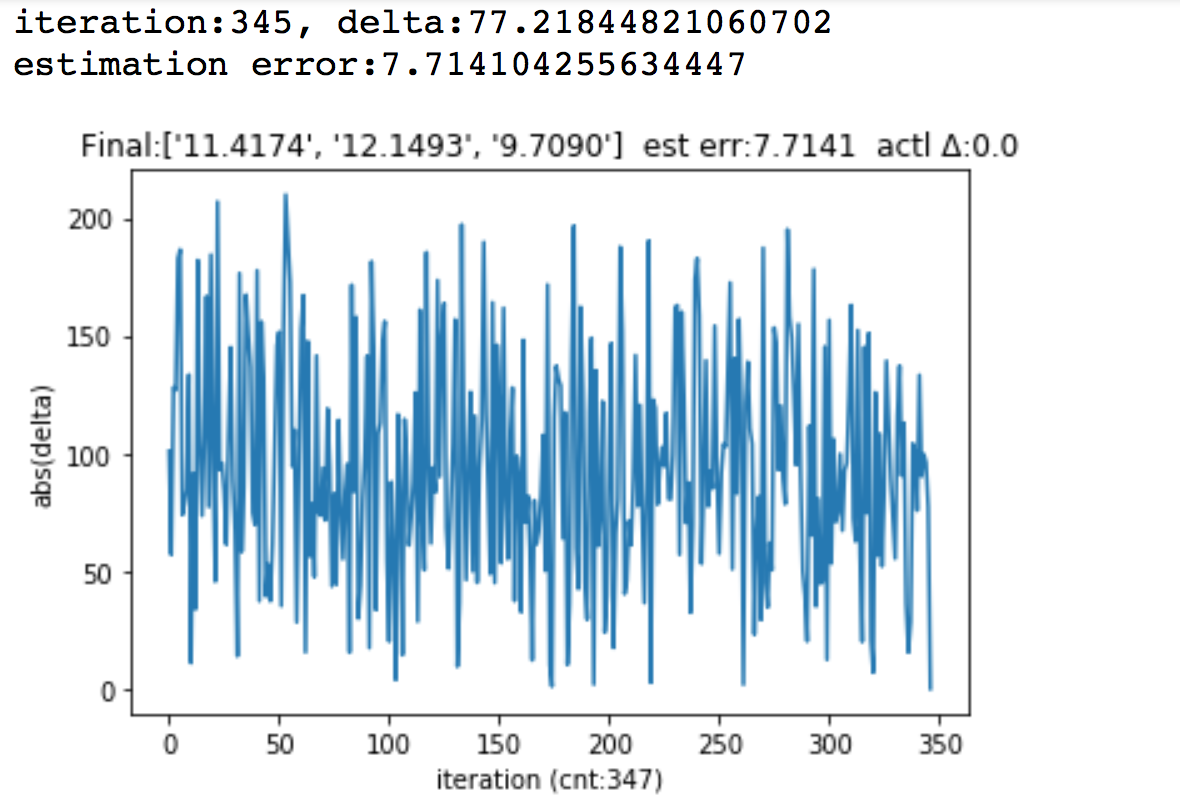 iteration:345, delta:77.21844821060702
estimation error:7.714104255634447
Final:['11.4174', '12.1493', '9.7090']  est err:7.7141  actl Δ:0.0
200
150
100
50
0
abs(delta)
0 50 100 150 200 250 300 350
iteration (cnt:347)